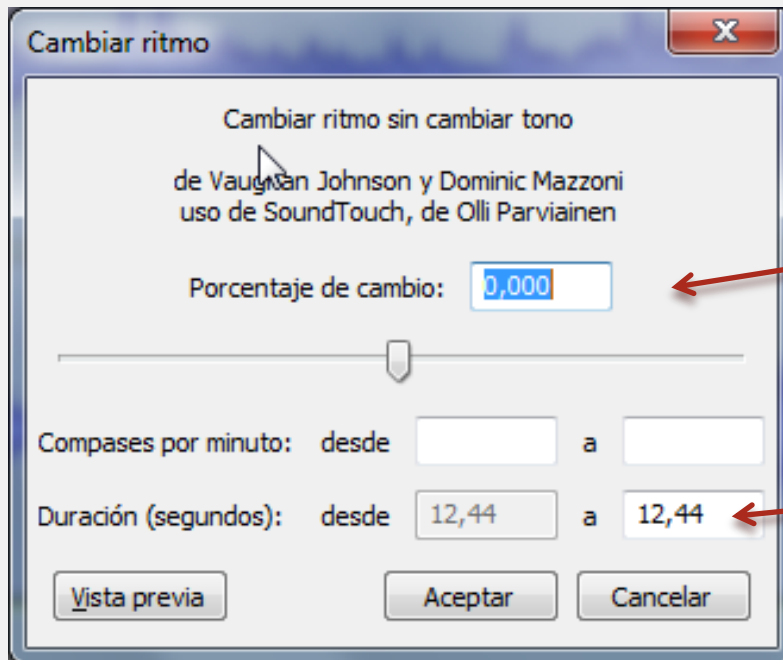 Cambiar ritmo
Cambiar ritmo sin cambiar tono
de Vaughan Johnson y Dominic Mazzoni
uso de SoundTouch, de Olli Parviainen
Porcentaje de cambio: 0,000
Compases por minuto: desde a
Duración (segundos): desde 12,44 a 12,44
Vista previa Aceptar Cancelar